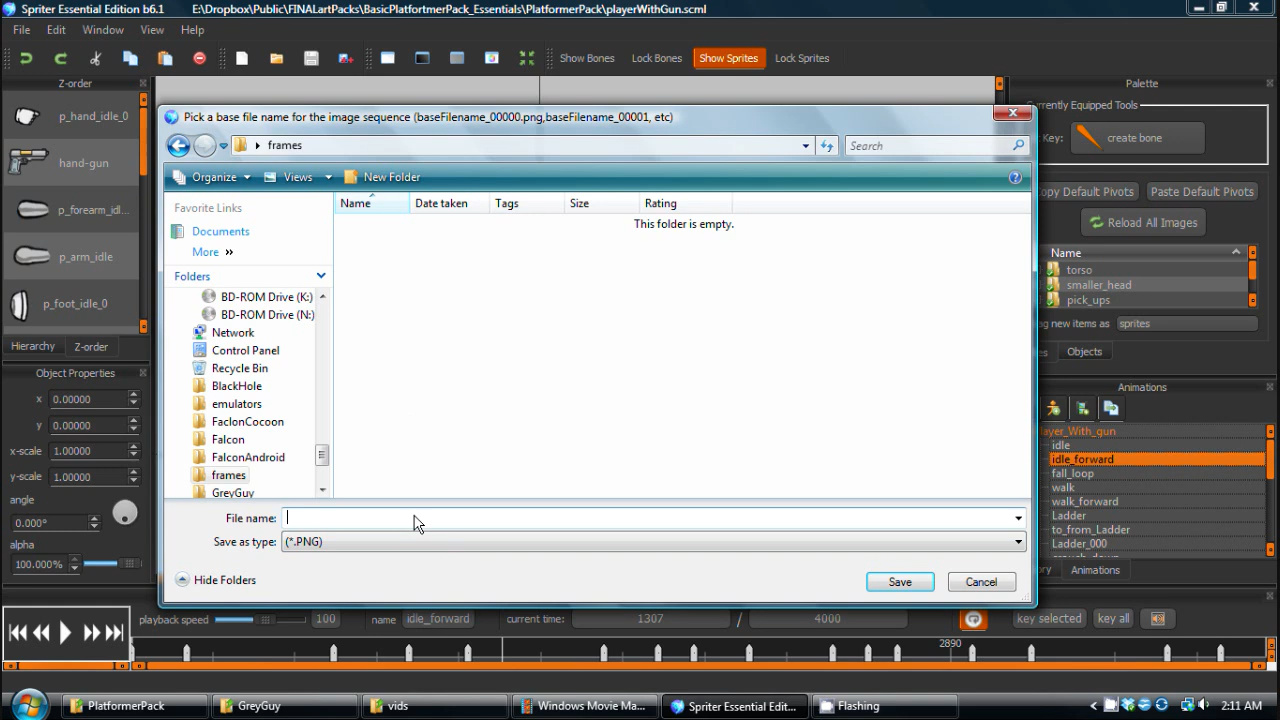 Spriter Essential Edition b6.1 E:\Dropbox\Public\FINALartPacks\BasicPlatfortmerPack_Essentials\PlatformerPack\playerWithGun.scml
File Edit Window View Help
Show Bones Lock Bones Show Sprites Lock Sprites
Z-order
p_hand_idle_0
hand-gun
p_forearm_idl...
p_arm_idle
p_foot_idle_0
Hierarchy Z-order
Object Properties
x 0.00000
y 0.00000
x-scale 1.00000
y-scale 1.00000
angle
0.000°
alpha
100.000%
Pick a base file name for the image sequence (baseFilename_00000.png,baseFilename_00001, etc)
frames
Search
Organize Views New Folder
Favorite Links
Documents
More »
Folders
BD-ROM Drive (K:)
BD-ROM Drive (N:)
Network
Control Panel
Recycle Bin
BlackHole
emulators
FaclonCocoon
Falcon
FalconAndroid
frames
GreyGuy
Name Date taken Tags Size Rating
This folder is empty.
File name:
Save as type: (*.PNG)
Hide Folders
Save Cancel
Palette
Currently Equipped Tools
Key: create bone
opy Default Pivots Paste Default Pivots
Reload All Images
Name
torso
smaller_head
pick_ups
ag new items as sprites
es Objects
Animations
layer_With_gun
idle
idle_forward
fall_loop
walk
walk_forward
Ladder
to_from_Ladder
Ladder_000
crouch_down
ory Animations
playback speed 100 name idle_forward current time: 1307 / 4000 key selected key all
2890
PlatformerPack GreyGuy vids Windows Movie Ma... Spriter Essential Edit... Flashing 2:11 AM